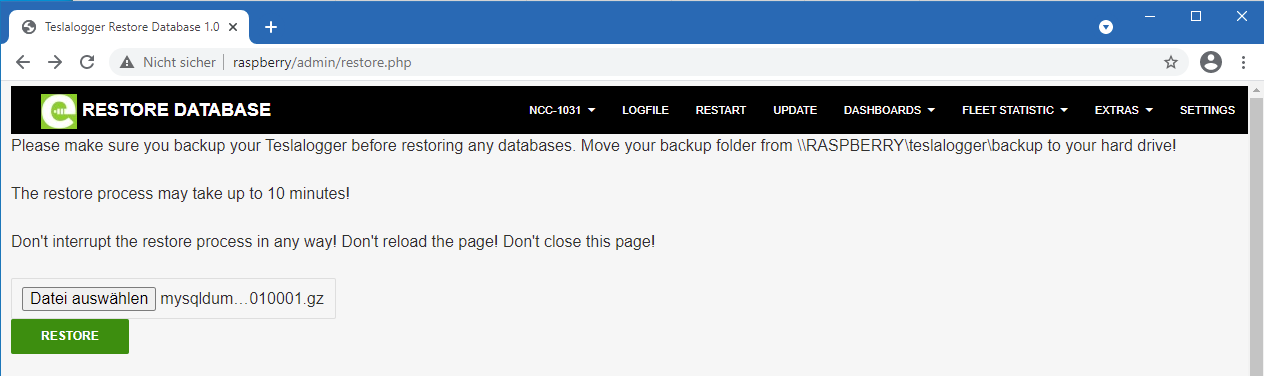 Teslalogger Restore Database 1.0
Nicht sicher raspberry/admin/restore.php
RESTORE DATABASE NCC-1031 LOGFILE RESTART UPDATE DASHBOARDS FLEET STATISTIC EXTRAS SETTINGS
Please make sure you backup your Teslalogger before restoring any databases. Move your backup folder from \\RASPBERRY\teslalogger\backup to your hard drive!
The restore process may take up to 10 minutes!
Don't interrupt the restore process in any way! Don't reload the page! Don't close this page!
Datei auswählen mysqldum…010001.gz
RESTORE